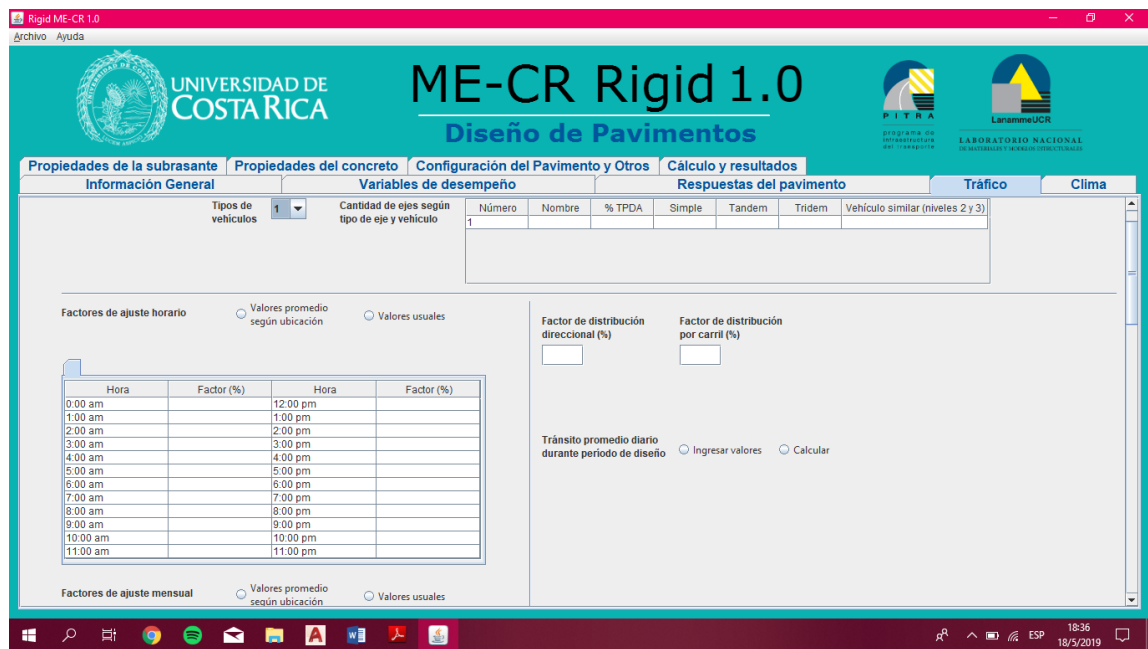 Rigid ME-CR 1.0
Archivo Ayuda
UNIVERSIDAD DE
COSTA RICA
ME-CR Rigid 1.0
Diseño de Pavimentos
PITRA
programa de
infraestructura
del transporte
LanammeUCR
LABORATORIO NACIONAL
DE MATERIALES Y MODELOS ESTRUCTURALES
Propiedades de la subrasante Propiedades del concreto Configuración del Pavimento y Otros Cálculo y resultados
Información General Variables de desempeño Respuestas del pavimento Tráfico Clima
Tipos de
vehiculos
1
Cantidad de ejes según
tipo de eje y vehículo
Número Nombre % TPDA Simple Tandem Tridem Vehículo similar (niveles 2 y 3)
1
Factores de ajuste horario
Valores promedio
según ubicación
Valores usuales
Hora Factor (%) Hora Factor (%)
0:00 am 12:00 pm
1:00 am 1:00 pm
2:00 am 2:00 pm
3:00 am 3:00 pm
4:00 am 4:00 pm
5:00 am 5:00 pm
6:00 am 6:00 pm
7:00 am 7:00 pm
8:00 am 8:00 pm
9:00 am 9:00 pm
10:00 am 10:00 pm
11:00 am 11:00 pm
Factores de ajuste mensual
Valores promedio
según ubicación
Valores usuales
Factor de distribución
direccional (%)
Factor de distribución
por carril (%)
Tránsito promedio diario
durante período de diseño
Ingresar valores Calcular
ESP
18:36
18/5/2019